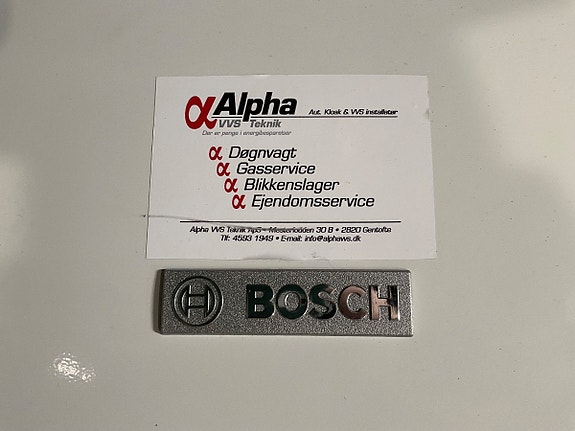 αAlpha
Aut. Kloak & VVS installatør
VVS Teknik
Der er penge i energibesparelser
α Døgnvagt
α Gasservice
α Blikkenslager
α Ejendomsservice
Alpha VVS Teknik ApS • Mesterlodden 30 B • 2820 Gentofte
Tlf: 4593 1949 • E-mail: info@alphavvs.dk
BOSCH